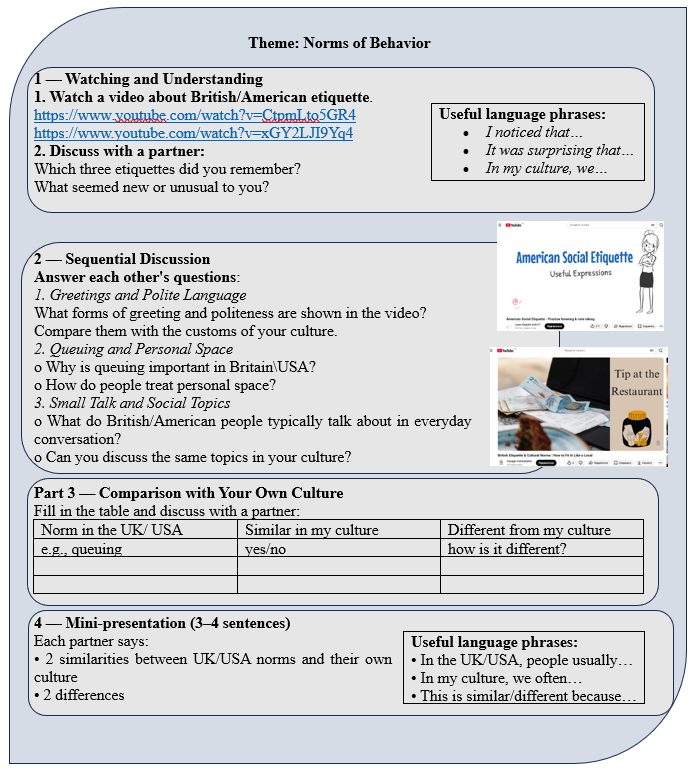 Theme: Norms of Behavior
1 — Watching and Understanding
1. Watch a video about British/American etiquette.
https://www.youtube.com/watch?v=CtpmLto5GR4
https://www.youtube.com/watch?v=xGY2LJI9Yq4
2. Discuss with a partner:
Which three etiquettes did you remember?
What seemed new or unusual to you?
Useful language phrases:
• I noticed that…
• It was surprising that…
• In my culture, we…
2 — Sequential Discussion
Answer each other's questions:
1. Greetings and Polite Language
What forms of greeting and politeness are shown in the video?
Compare them with the customs of your culture.
2. Queuing and Personal Space
o Why is queuing important in Britain\USA?
o How do people treat personal space?
3. Small Talk and Social Topics
o What do British/American people typically talk about in everyday
conversation?
o Can you discuss the same topics in your culture?
YouTube
American Social Etiquette
Useful Expressions
American Social Etiquette - Practice listening & note taking
YouTube
Tip at the
Restaurant
British Etiquette & Cultural Norms: How to Fit In Like a Local
Part 3 — Comparison with Your Own Culture
Fill in the table and discuss with a partner:
Norm in the UK/ USA Similar in my culture Different from my culture
e.g., queuing yes/no how is it different?
4 — Mini-presentation (3–4 sentences)
Each partner says:
• 2 similarities between UK/USA norms and their own
culture
• 2 differences
Useful language phrases:
• In the UK/USA, people usually…
• In my culture, we often…
• This is similar/different because…